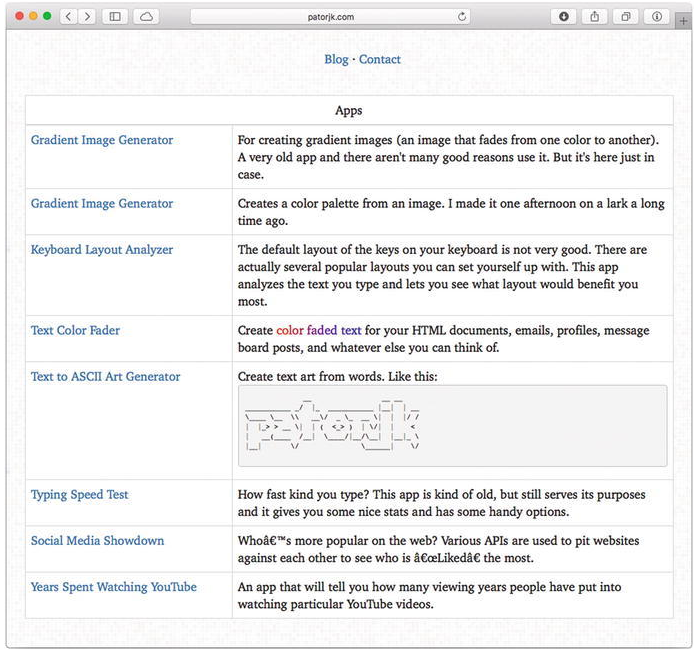 patorjk.com
Blog · Contact
Apps
Gradient Image Generator
For creating gradient images (an image that fades from one color to another).
A very old app and there aren't many good reasons use it. But it's here just in
case.
Gradient Image Generator
Creates a color palette from an image. I made it one afternoon on a lark a long
time ago.
Keyboard Layout Analyzer
The default layout of the keys on your keyboard is not very good. There are
actually several popular layouts you can set yourself up with. This app
analyzes the text you type and lets you see what layout would benefit you
most.
Text Color Fader
Create color faded text for your HTML documents, emails, profiles, message
board posts, and whatever else you can think of.
Text to ASCII Art Generator
Create text art from words. Like this:
patorjk
Typing Speed Test
How fast kind you type? This app is kind of old, but still serves its purposes
and it gives you some nice stats and has some handy options.
Social Media Showdown
Whoâ€™s more popular on the web? Various APIs are used to pit websites
against each other to see who is â€œLikedâ€ the most.
Years Spent Watching YouTube
An app that will tell you how many viewing years people have put into
watching particular YouTube videos.